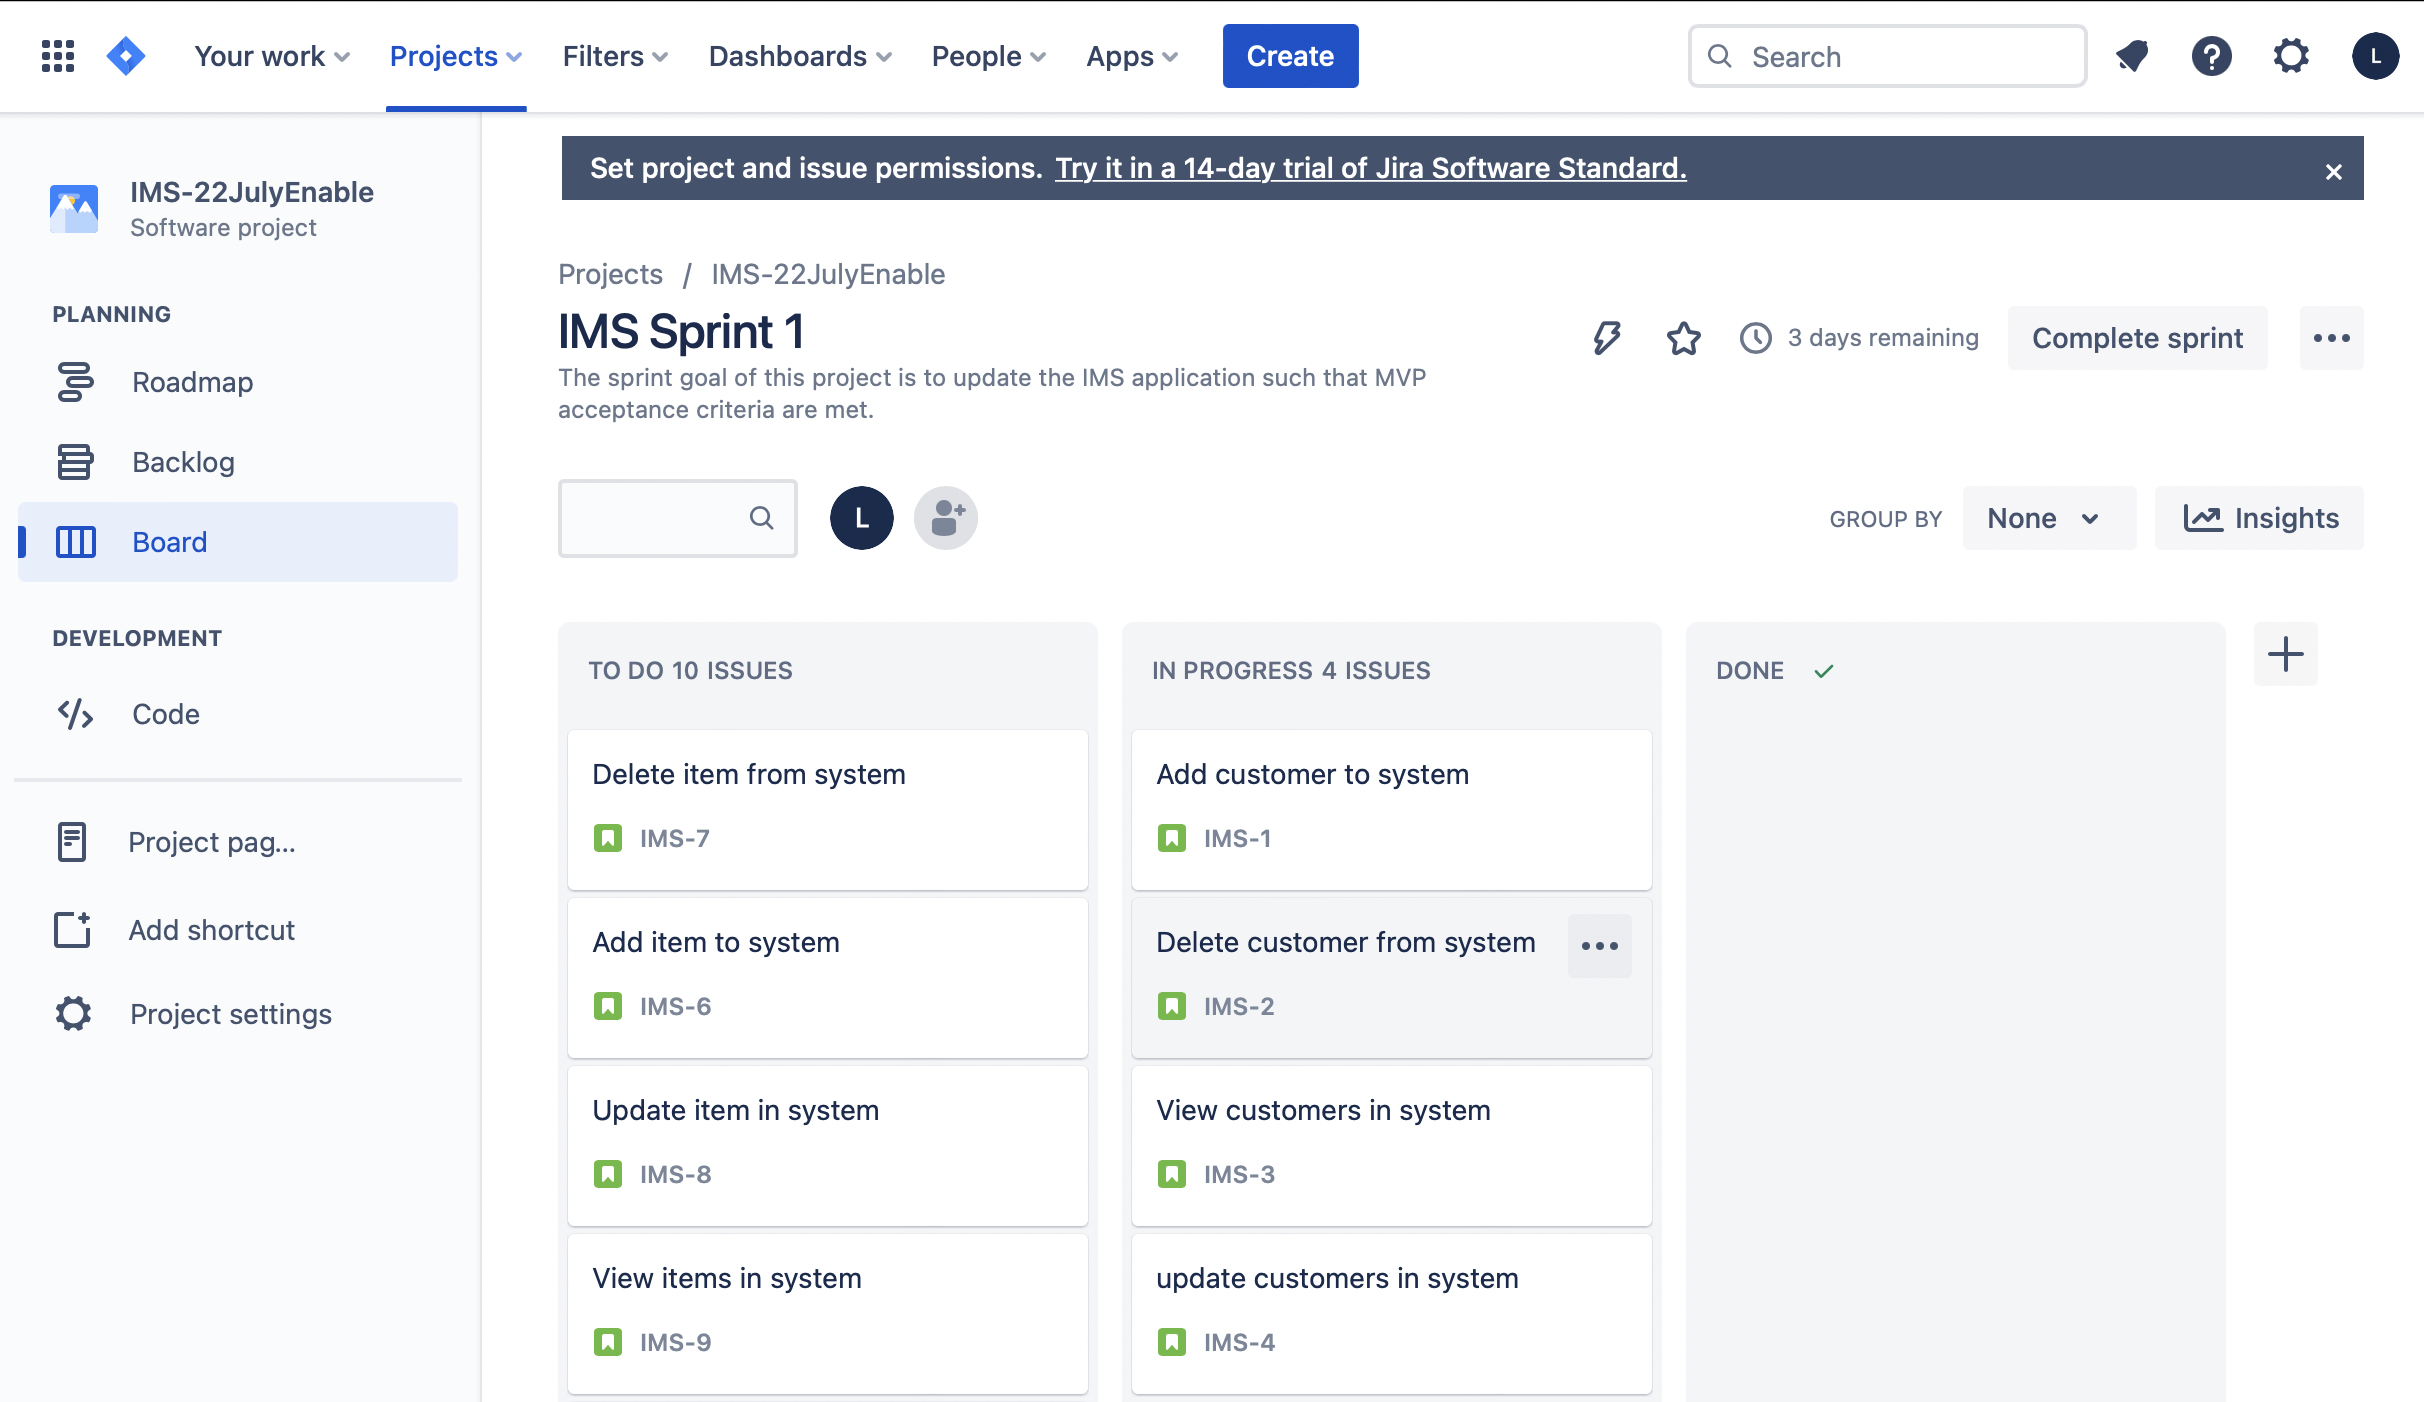 Your work
Projects
Filters
Dashboards
People
Apps
Create
Search
?
L
IMS-22JulyEnable
Software project
PLANNING
Roadmap
Backlog
Board
DEVELOPMENT
Code
Project pag...
Add shortcut
Project settings
Set project and issue permissions. Try it in a 14-day trial of Jira Software Standard.
Projects / IMS-22JulyEnable
IMS Sprint 1
3 days remaining
Complete sprint
The sprint goal of this project is to update the IMS application such that MVP
acceptance criteria are met.
L
GROUP BY
None
Insights
TO DO 10 ISSUES
Delete item from system
IMS-7
Add item to system
IMS-6
Update item in system
IMS-8
View items in system
IMS-9
IN PROGRESS 4 ISSUES
Add customer to system
IMS-1
Delete customer from system
IMS-2
View customers in system
IMS-3
update customers in system
IMS-4
DONE